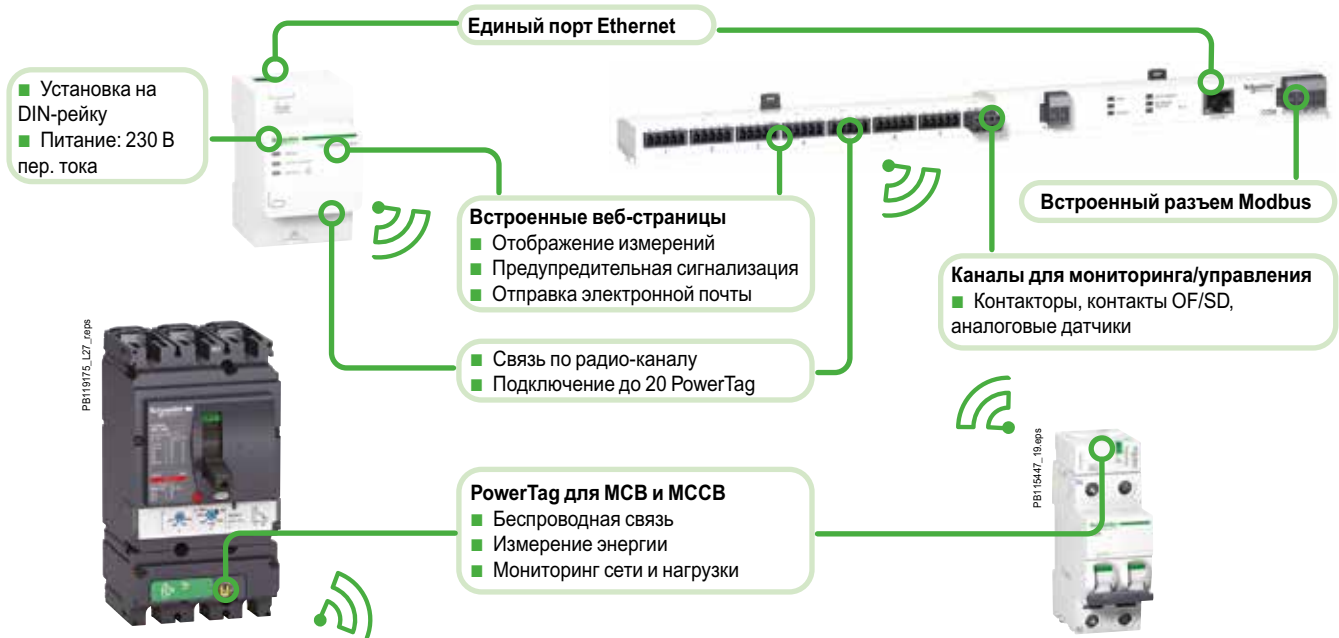 Единый порт Ethernet
■ Установка на
DIN-рейку
■ Питание: 230 В
пер. тока
Встроенный разъем Modbus
Встроенные веб-страницы
■ Отображение измерений
■ Предупредительная сигнализация
■ Отправка электронной почты
Каналы для мониторинга/управления
■ Контакторы, контакты OF/SD,
аналоговые датчики
PB119175_L27_r.eps
■ Связь по радио-каналу
■ Подключение до 20 PowerTag
PB115447_19.eps
PowerTag для MCB и MCCB
■ Беспроводная связь
■ Измерение энергии
■ Мониторинг сети и нагрузки